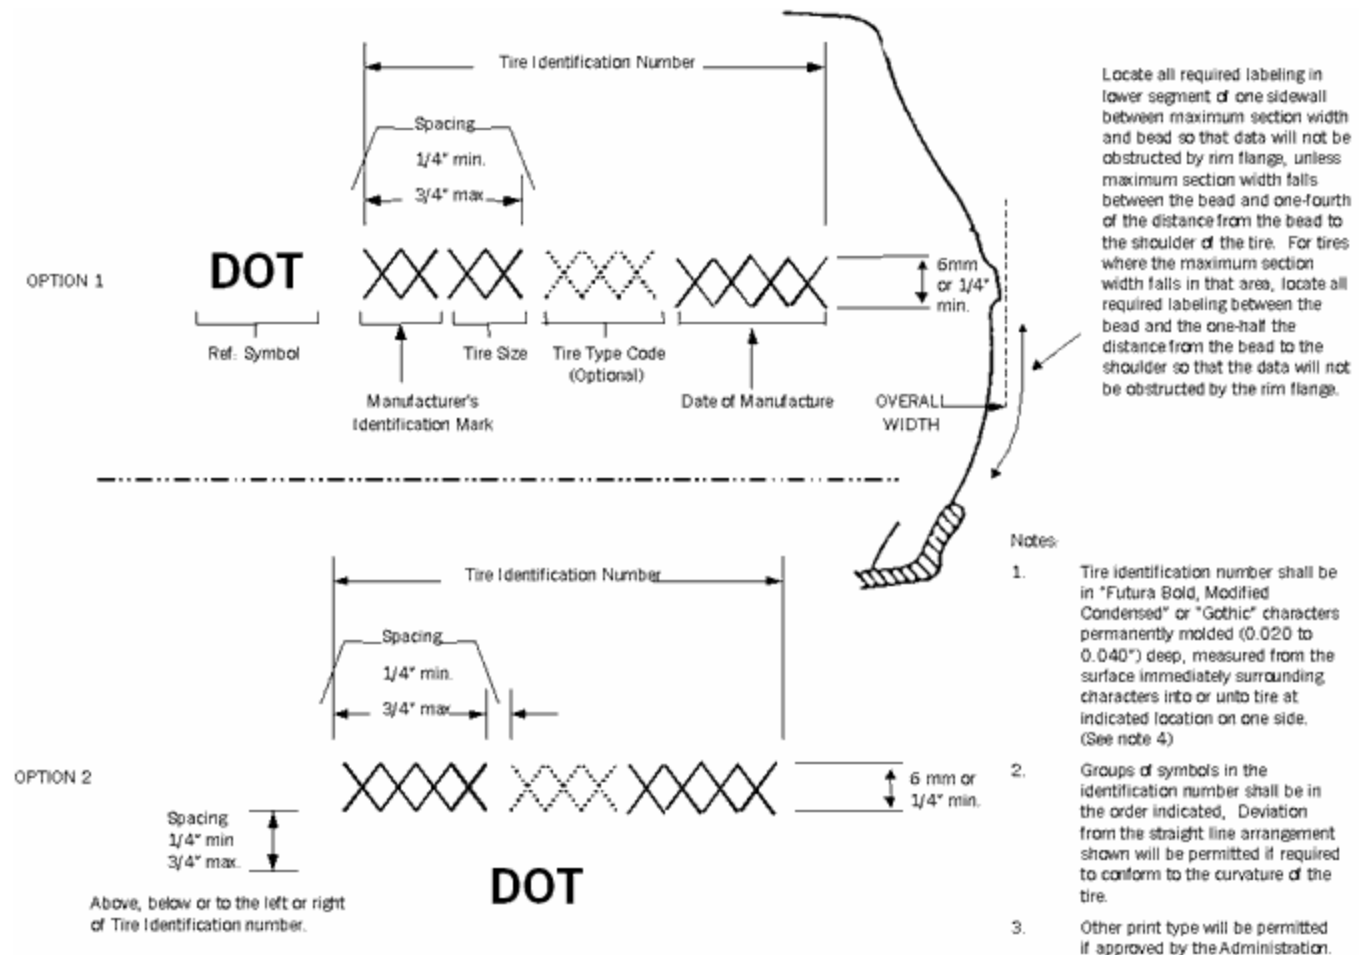 Tire Identification Number
Spacing
1/4" min.
3/4" max
OPTION 1
DOT
6mm
or 1/4"
min.
Ref: Symbol
Tire Size
Tire Type Code
(Optional)
Manufacturer's
Identification Mark
Date of Manufacture
OVERALL
WIDTH
Locate all required labeling in
lower segment of one sidewall
between maximum section width
and bead so that data will not be
obstructed by rim flange, unless
maximum section width falls
between the bead and one-fourth
of the distance from the bead to
the shoulder of the tire. For tires
where the maximum section
width falls in that area, locate all
required labeling between the
bead and the one-half the
distance from the bead to the
shoulder so that the data will not
be obstructed by the rim flange.
Tire Identification Number
Spacing
1/4" min.
3/4" max
OPTION 2
6 mm or
1/4" min.
Spacing
1/4" min
3/4" max.
DOT
Above, below or to the left or right
of Tire Identification number.
Notes:
1. Tire identification number shall be
in "Futura Bold, Modified
Condensed" or "Gothic" characters
permanently molded (0.020 to
0.040") deep, measured from the
surface immediately surrounding
characters into or unto tire at
indicated location on one side.
(See note 4)
2. Groups of symbols in the
identification number shall be in
the order indicated, Deviation
from the straight line arrangement
shown will be permitted if required
to conform to the curvature of the
tire.
3. Other print type will be permitted
if approved by the Administration.